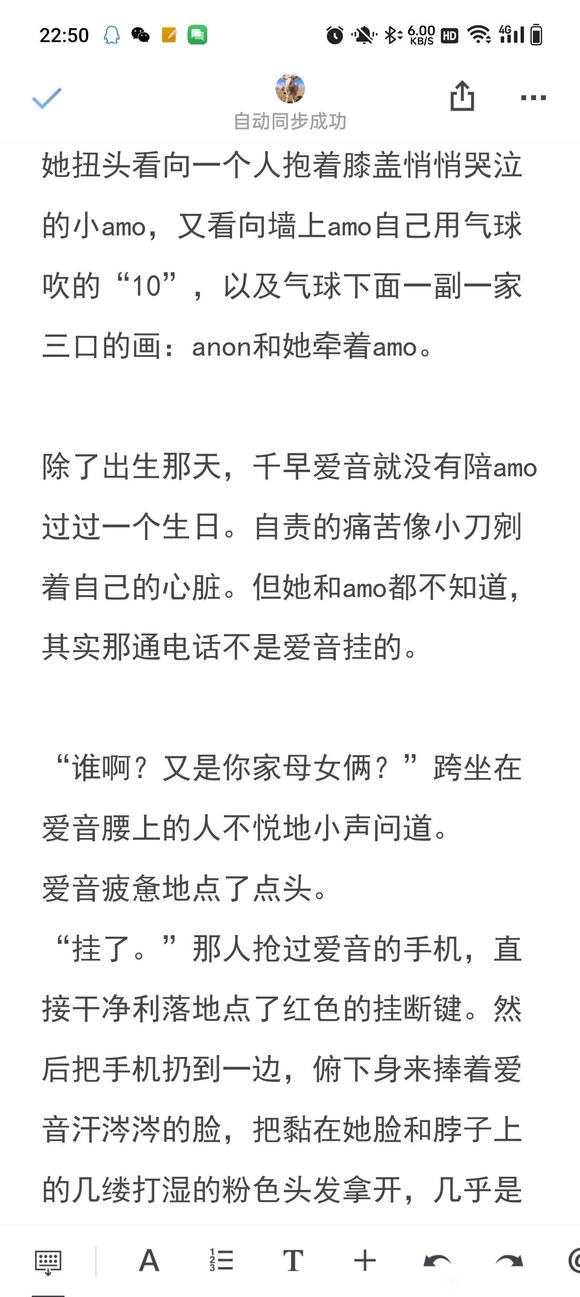 22:50
6.00
KB/S
HD
4G
自动同步成功
她扭头看向一个人抱着膝盖悄悄哭泣
的小amo，又看向墙上amo自己用气球
吹的“10”，以及气球下面一副一家
三口的画：anon和她牵着amo。
除了出生那天，千早爱音就没有陪amo
过过一个生日。自责的痛苦像小刀剜
着自己的心脏。但她和amo都不知道，
其实那通电话不是爱音挂的。
“谁啊？又是你家母女俩？”跨坐在
爱音腰上的人不悦地小声问道。
爱音疲惫地点了点头。
“挂了。”那人抢过爱音的手机，直
接干净利落地点了红色的挂断键。然
后把手机扔到一边，俯下身来捧着爱
音汗涔涔的脸，把黏在她脸和脖子上
的几缕打湿的粉色头发拿开，几乎是
A
1
2
3
T